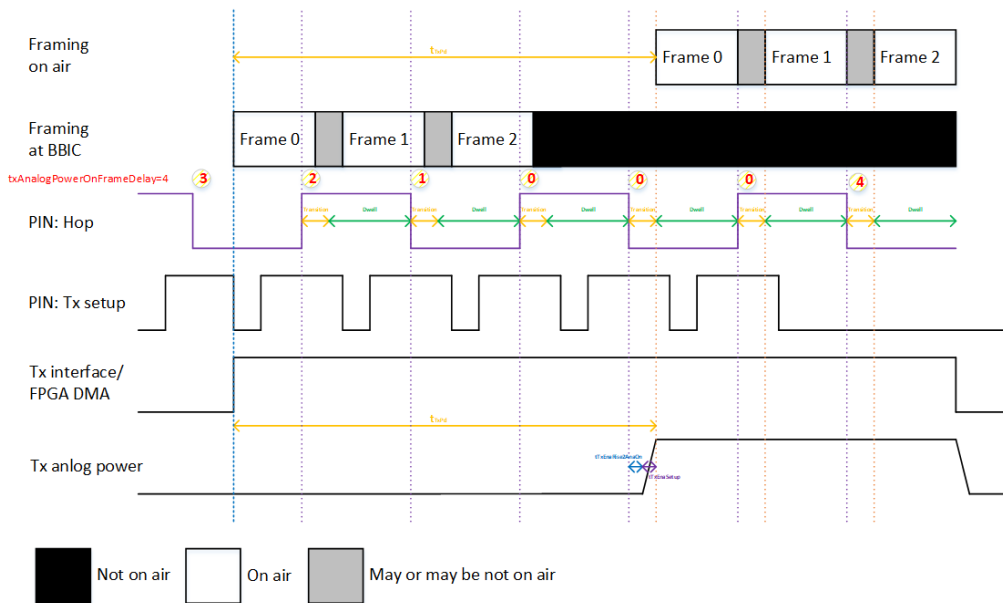 Framing
on air
Frame 0
Frame 1
Frame 2
Framing
at BBIC
Frame 0
Frame 1
Frame 2
txAnalogPowerOnFrameDelay=4
3
2
1
0
0
0
4
PIN: Hop
Transition
Dwell
Transition
Dwell
Transition
Dwell
Transition
Dwell
Transition
Dwell
Transition
Dwell
PIN: Tx setup
Tx interface/
FPGA DMA
Tx anlog power
Not on air
On air
May or may be not on air